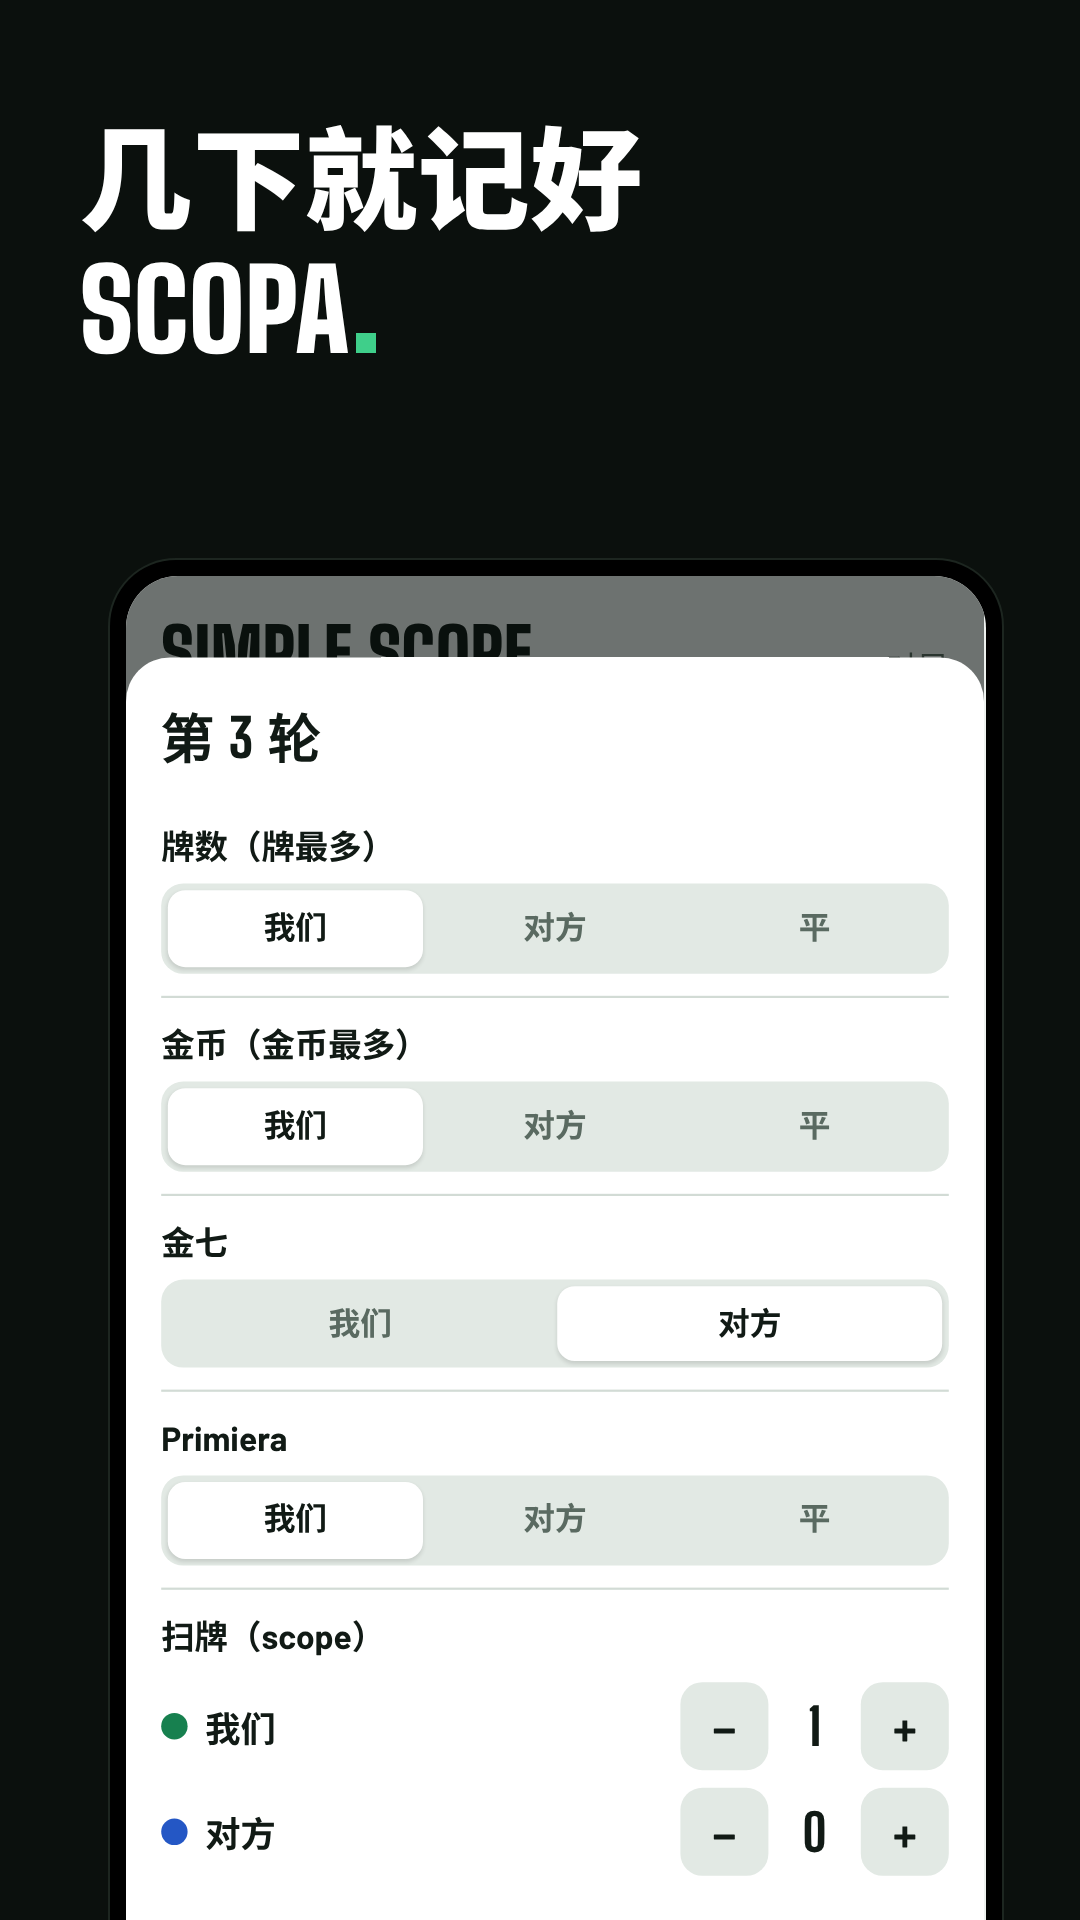 几下就记好
SCOPA.
SIMPLE SCOPE
第 3 轮
牌数（牌最多）
我们 对方 平
金币（金币最多）
我们 对方 平
金七
我们 对方
Primiera
我们 对方 平
扫牌（scope）
我们 − 1 +
对方 − 0 +